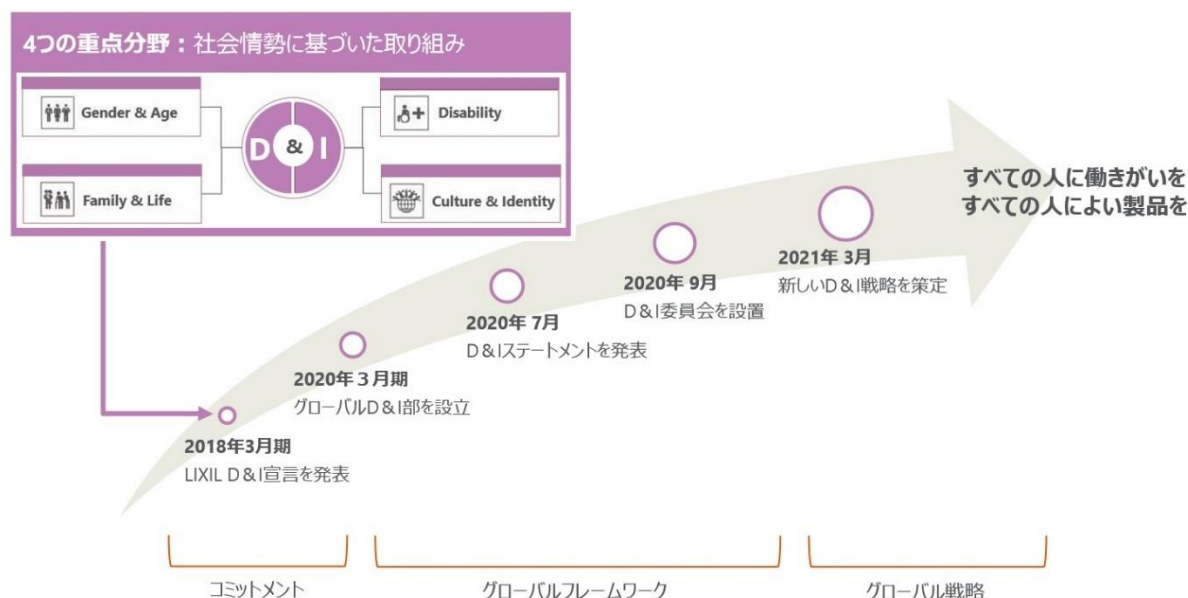 4つの重点分野：社会情勢に基づいた取り組み
Gender & Age
Disability
D & I
Family & Life
Culture & Identity
すべての人に働きがいを
すべての人によい製品を
2021年 3月
新しいD＆I戦略を策定
2020年 9月
D＆I委員会を設置
2020年 7月
D＆Iステートメントを発表
2020年３月期
グローバルD＆I部を設立
2018年3月期
LIXIL D＆I宣言を発表
コミットメント
グローバルフレームワーク
グローバル戦略